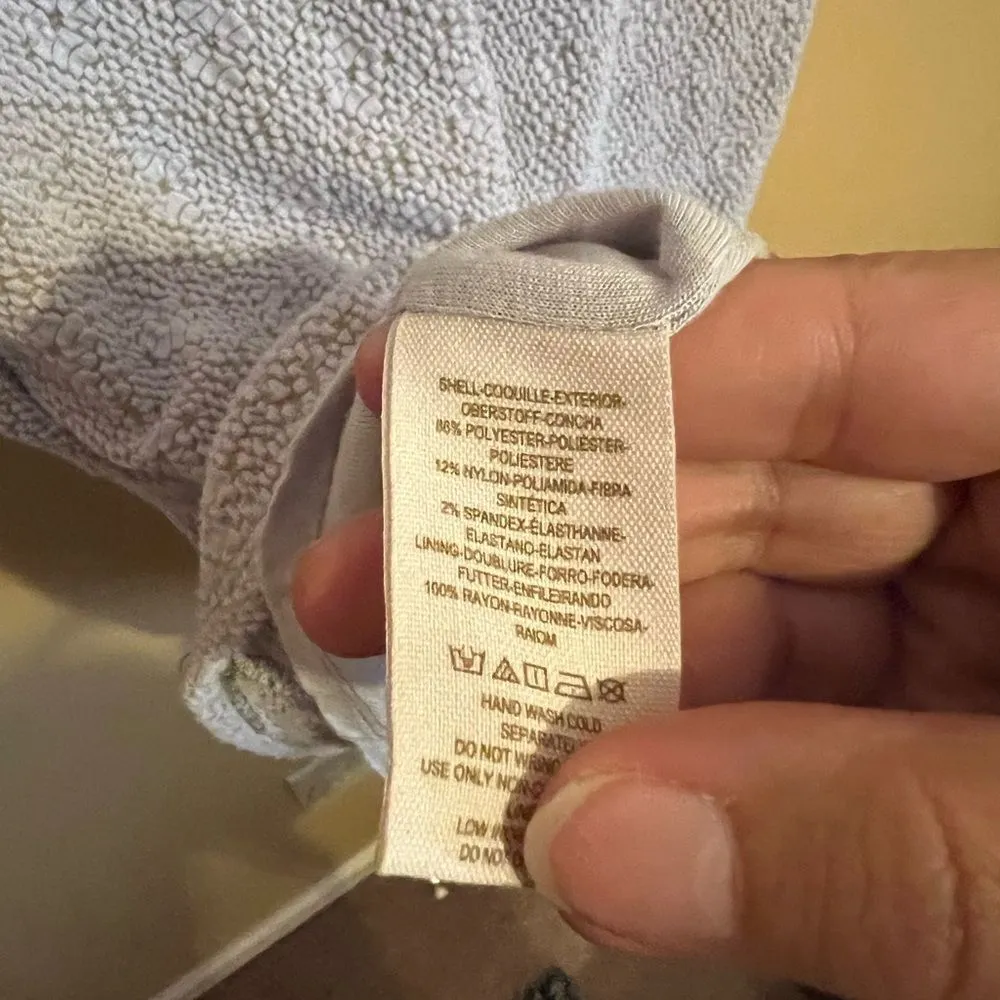 SHELL-COQUILLE-EXTERIOR-
OBERSTOFF-CONCHA
86% POLYESTER-POLIESTER-
POLIESTERE
12% NYLON-POLIAMIDA-FIBRA
SINTETICA
2% SPANDEX-ÉLASTHANNE-
ELASTANO-ELASTAN
LINING-DOUBLURE-FORRO-FODERA-
FUTTER-ENFILEIRANDO
100% RAYON-RAYONNE-VISCOSA-
RAIOM
HAND WASH COLD
SEPARATE
DO NOT
USE ONLY
LOW
DO NOT